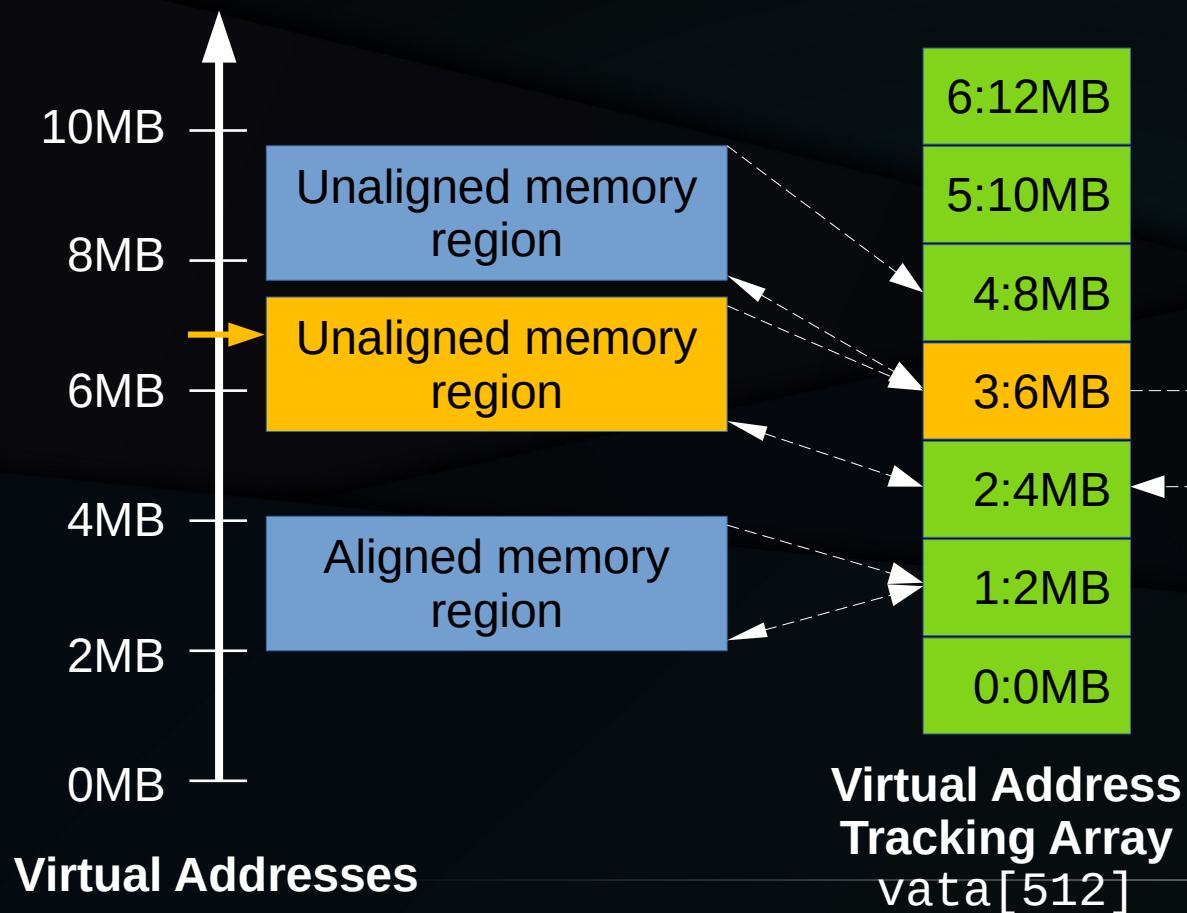 10MB
8MB
6MB
4MB
2MB
0MB
Virtual Addresses
Unaligned memory
region
Unaligned memory
region
Aligned memory
region
6:12MB
5:10MB
4:8MB
3:6MB
2:4MB
1:2MB
0:0MB
Virtual Address
Tracking Array
vata[512]